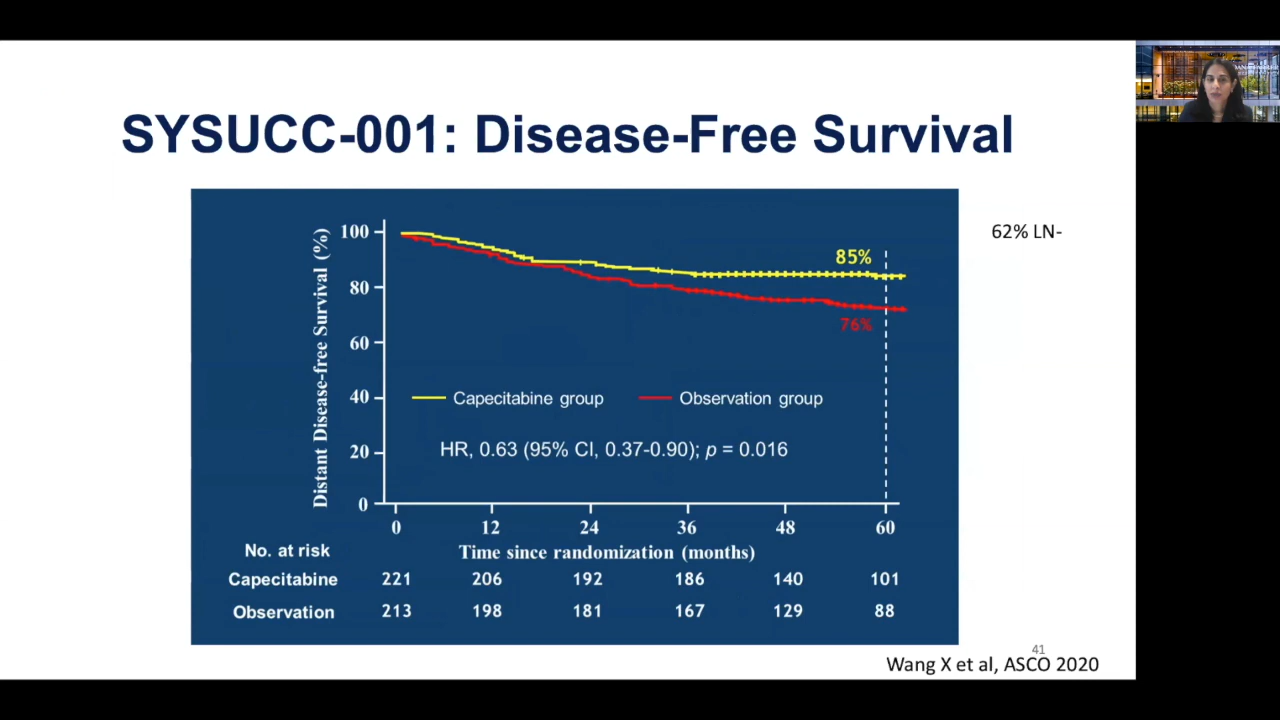 SYSUCC-001: Disease-Free Survival
62% LN-
Distant Disease-free Survival (%)
100
80
60
40
20
0
85%
76%
Capecitabine group
Observation group
HR, 0.63 (95% CI, 0.37-0.90); p = 0.016
0 12 24 36 48 60
Time since randomization (months)
No. at risk
Capecitabine 221 206 192 186 140 101
Observation 213 198 181 167 129 88
41
Wang X et al, ASCO 2020